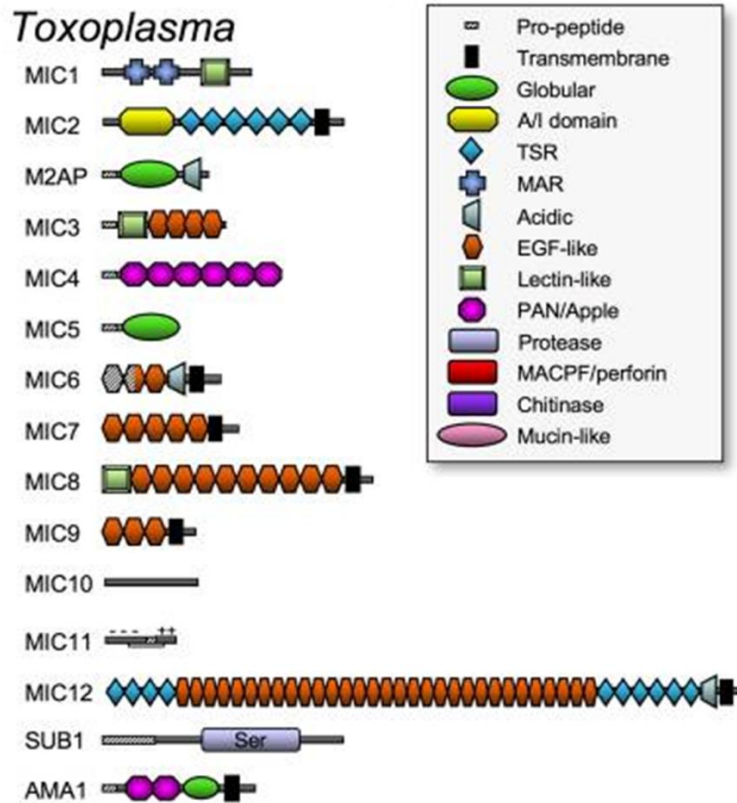 Toxoplasma
MIC1
MIC2
M2AP
MIC3
MIC4
MIC5
MIC6
MIC7
MIC8
MIC9
MIC10
MIC11
- - - ++
MIC12
SUB1 Ser
AMA1
Pro-peptide
Transmembrane
Globular
A/I domain
TSR
MAR
Acidic
EGF-like
Lectin-like
PAN/Apple
Protease
MACPF/perforin
Chitinase
Mucin-like